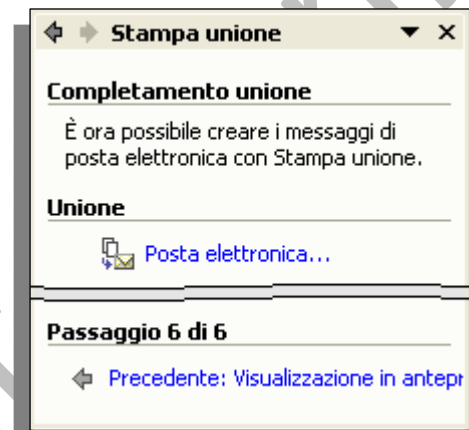 Stampa unione
Completamento unione
È ora possibile creare i messaggi di
posta elettronica con Stampa unione.
Unione
Posta elettronica...
Passaggio 6 di 6
Precedente: Visualizzazione in antepr